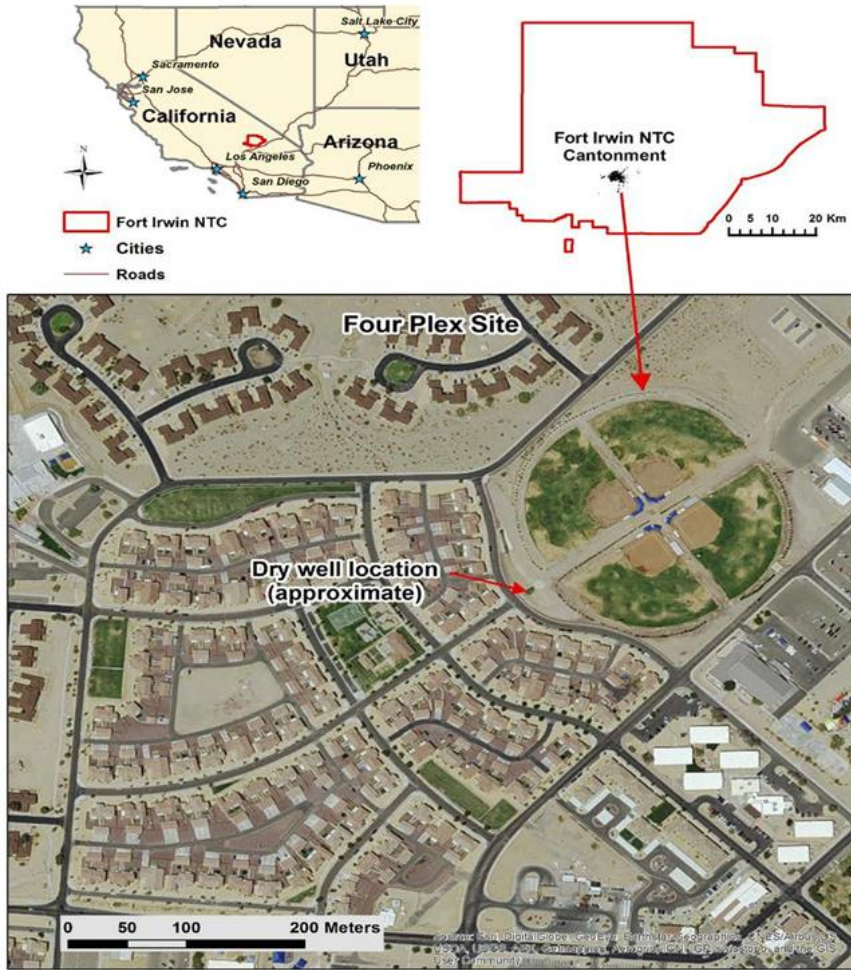 Salt Lake-City
Nevada
Utah
Sacramento
San Jose
California
Los Angeles
Arizona
Phoenix
San Diego
N
Fort Irwin NTC
Cities
Roads
Fort Irwin NTC
Cantonment
0 5 10 20 Km
Four Plex Site
Dry well location
(approximate)
0 50 100 200 Meters
User Community